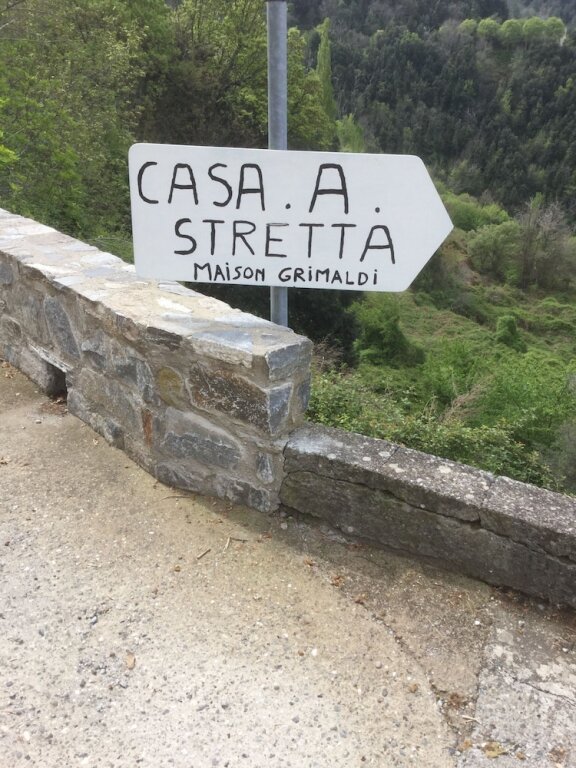 CASA . A .
STRETTA
MAISON GRIMALDI